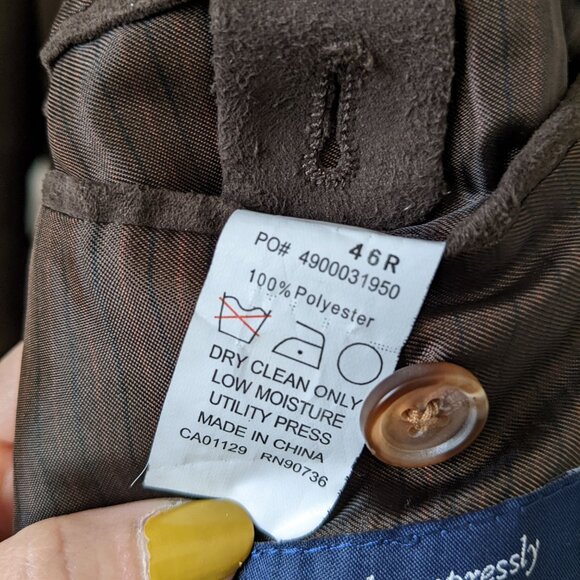 46R
PO# 4900031950
100% Polyester
DRY CLEAN ONLY
LOW MOISTURE
UTILITY PRESS
MADE IN CHINA
CA01129 RN90736